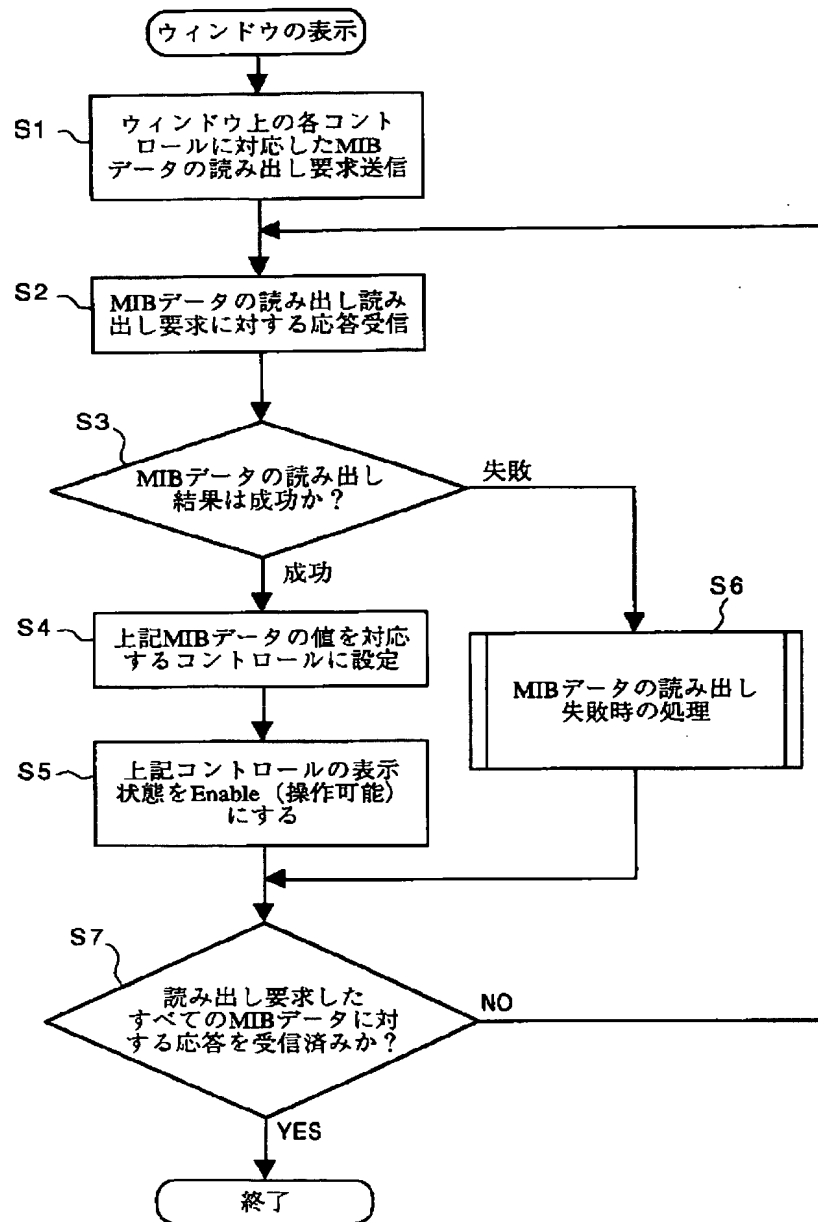 ウィンドウの表示
S1
ウィンドウ上の各コント
ロールに対応したMIB
データの読み出し要求送信
S2
MIBデータの読み出し読み
出し要求に対する応答受信
S3
MIBデータの読み出し
結果は成功か？
失敗
成功
S4
上記MIBデータの値を対応
するコントロールに設定
S6
MIBデータの読み出し
失敗時の処理
S5
上記コントロールの表示
状態をEnable（操作可能）
にする
S7
読み出し要求した
すべてのMIBデータに対
する応答を受信済みか？
NO
YES
終了